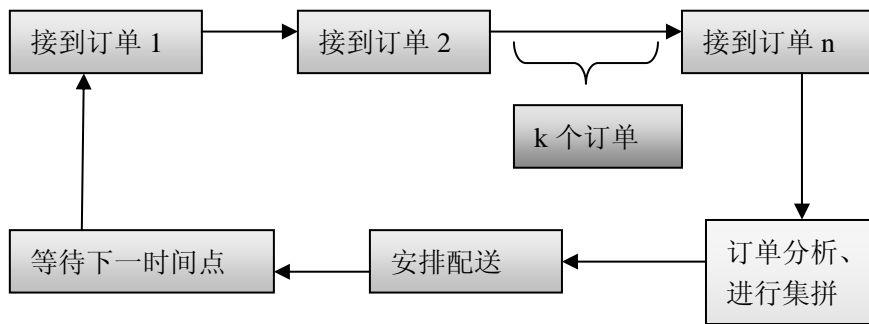 接到订单 1
接到订单 2
接到订单 n
k 个订单
等待下一时间点
安排配送
订单分析、
进行集拼